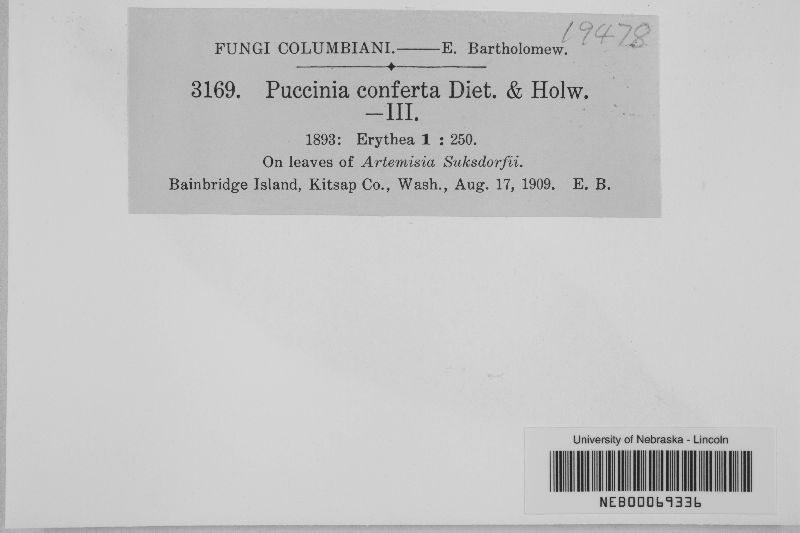 19478
FUNGI COLUMBIANI.——E. Bartholomew.
3169. Puccinia conferta Diet. & Holw.
—III.
1893: Erythea 1 : 250.
On leaves of Artemisia Suksdorfii.
Bainbridge Island, Kitsap Co., Wash., Aug. 17, 1909. E. B.
University of Nebraska - Lincoln
NEB00069336